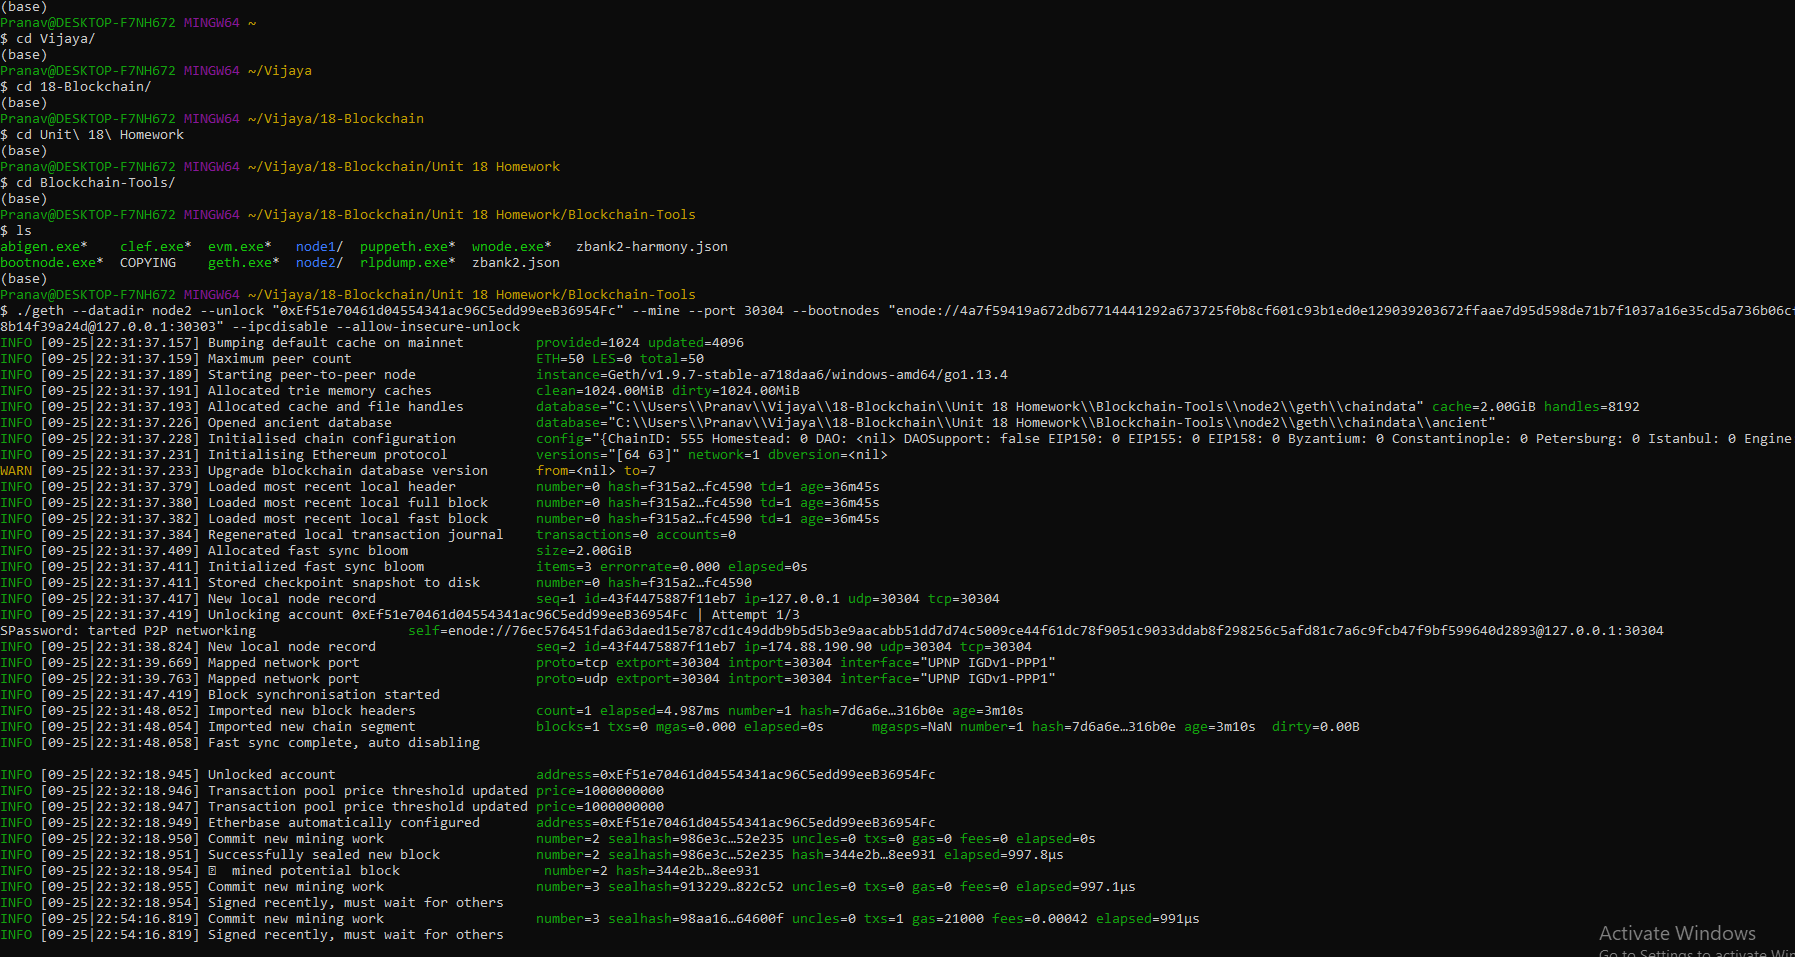 (base)
Pranav@DESKTOP-F7NH672 MINGW64 ~
$ cd Vijaya/
(base)
Pranav@DESKTOP-F7NH672 MINGW64 ~/Vijaya
$ cd 18-Blockchain/
(base)
Pranav@DESKTOP-F7NH672 MINGW64 ~/Vijaya/18-Blockchain
$ cd Unit\ 18\ Homework
(base)
Pranav@DESKTOP-F7NH672 MINGW64 ~/Vijaya/18-Blockchain/Unit 18 Homework
$ cd Blockchain-Tools/
(base)
Pranav@DESKTOP-F7NH672 MINGW64 ~/Vijaya/18-Blockchain/Unit 18 Homework/Blockchain-Tools
$ ls
abigen.exe* clef.exe* evm.exe* node1/ puppeth.exe* wnode.exe* zbank2-harmony.json
bootnode.exe* COPYING geth.exe* node2/ rlpdump.exe* zbank2.json
(base)
Pranav@DESKTOP-F7NH672 MINGW64 ~/Vijaya/18-Blockchain/Unit 18 Homework/Blockchain-Tools
$ ./geth --datadir node2 --unlock "0xEf51e70461d04554341ac96C5edd99eeB36954Fc" --mine --port 30304 --bootnodes "enode://4a7f59419a672db67714441292a673725f0b8cf601c93b1ed0e129039203672ffaae7d95d598de71b7f1037a16e35cd5a736b06cf
8b14f39a24d@127.0.0.1:30303" --ipcdisable --allow-insecure-unlock
INFO [09-25|22:31:37.157] Bumping default cache on mainnet provided=1024 updated=4096
INFO [09-25|22:31:37.159] Maximum peer count ETH=50 LES=0 total=50
INFO [09-25|22:31:37.189] Starting peer-to-peer node instance=Geth/v1.9.7-stable-a718daa6/windows-amd64/go1.13.4
INFO [09-25|22:31:37.191] Allocated trie memory caches clean=1024.00MiB dirty=1024.00MiB
INFO [09-25|22:31:37.193] Allocated cache and file handles database="C:\\Users\\Pranav\\Vijaya\\18-Blockchain\\Unit 18 Homework\\Blockchain-Tools\\node2\\geth\\chaindata" cache=2.00GiB handles=8192
INFO [09-25|22:31:37.226] Opened ancient database database="C:\\Users\\Pranav\\Vijaya\\18-Blockchain\\Unit 18 Homework\\Blockchain-Tools\\node2\\geth\\chaindata\\ancient"
INFO [09-25|22:31:37.228] Initialised chain configuration config="{ChainID: 555 Homestead: 0 DAO: <nil> DAOSupport: false EIP150: 0 EIP155: 0 EIP158: 0 Byzantium: 0 Constantinople: 0 Petersburg: 0 Istanbul: 0 Engine
INFO [09-25|22:31:37.231] Initialising Ethereum protocol versions="[64 63]" network=1 dbversion=<nil>
WARN [09-25|22:31:37.233] Upgrade blockchain database version from=<nil> to=7
INFO [09-25|22:31:37.379] Loaded most recent local header number=0 hash=f315a2…fc4590 td=1 age=36m45s
INFO [09-25|22:31:37.380] Loaded most recent local full block number=0 hash=f315a2…fc4590 td=1 age=36m45s
INFO [09-25|22:31:37.382] Loaded most recent local fast block number=0 hash=f315a2…fc4590 td=1 age=36m45s
INFO [09-25|22:31:37.384] Regenerated local transaction journal transactions=0 accounts=0
INFO [09-25|22:31:37.409] Allocated fast sync bloom size=2.00GiB
INFO [09-25|22:31:37.411] Initialized fast sync bloom items=3 errorrate=0.000 elapsed=0s
INFO [09-25|22:31:37.411] Stored checkpoint snapshot to disk number=0 hash=f315a2…fc4590
INFO [09-25|22:31:37.417] New local node record seq=1 id=43f4475887f11eb7 ip=127.0.0.1 udp=30304 tcp=30304
INFO [09-25|22:31:37.419] Unlocking account 0xEf51e70461d04554341ac96C5edd99eeB36954Fc | Attempt 1/3
SPassword: tarted P2P networking self=enode://76ec576451fda63daed15e787cd1c49ddb9b5d5b3e9aacabb51dd7d74c5009ce44f61dc78f9051c9033ddab8f298256c5afd81c7a6c9fcb47f9bf599640d2893@127.0.0.1:30304
INFO [09-25|22:31:38.824] New local node record seq=2 id=43f4475887f11eb7 ip=174.88.190.90 udp=30304 tcp=30304
INFO [09-25|22:31:39.669] Mapped network port proto=tcp extport=30304 intport=30304 interface="UPNP IGDv1-PPP1"
INFO [09-25|22:31:39.763] Mapped network port proto=udp extport=30304 intport=30304 interface="UPNP IGDv1-PPP1"
INFO [09-25|22:31:47.419] Block synchronisation started
INFO [09-25|22:31:48.052] Imported new block headers count=1 elapsed=4.987ms number=1 hash=7d6a6e…316b0e age=3m10s
INFO [09-25|22:31:48.054] Imported new chain segment blocks=1 txs=0 mgas=0.000 elapsed=0s mgasps=NaN number=1 hash=7d6a6e…316b0e age=3m10s dirty=0.00B
INFO [09-25|22:31:48.058] Fast sync complete, auto disabling
INFO [09-25|22:32:18.945] Unlocked account address=0xEf51e70461d04554341ac96C5edd99eeB36954Fc
INFO [09-25|22:32:18.946] Transaction pool price threshold updated price=1000000000
INFO [09-25|22:32:18.947] Transaction pool price threshold updated price=1000000000
INFO [09-25|22:32:18.949] Etherbase automatically configured address=0xEf51e70461d04554341ac96C5edd99eeB36954Fc
INFO [09-25|22:32:18.950] Commit new mining work number=2 sealhash=986e3c…52e235 uncles=0 txs=0 gas=0 fees=0 elapsed=0s
INFO [09-25|22:32:18.951] Successfully sealed new block number=2 sealhash=986e3c…52e235 hash=344e2b…8ee931 elapsed=997.8µs
INFO [09-25|22:32:18.954] mined potential block number=2 hash=344e2b…8ee931
INFO [09-25|22:32:18.955] Commit new mining work number=3 sealhash=913229…822c52 uncles=0 txs=0 gas=0 fees=0 elapsed=997.1µs
INFO [09-25|22:32:18.954] Signed recently, must wait for others
INFO [09-25|22:54:16.819] Commit new mining work number=3 sealhash=98aa16…64600f uncles=0 txs=1 gas=21000 fees=0.00042 elapsed=991µs
INFO [09-25|22:54:16.819] Signed recently, must wait for others
Activate Windows
Go to Settings to activate Win